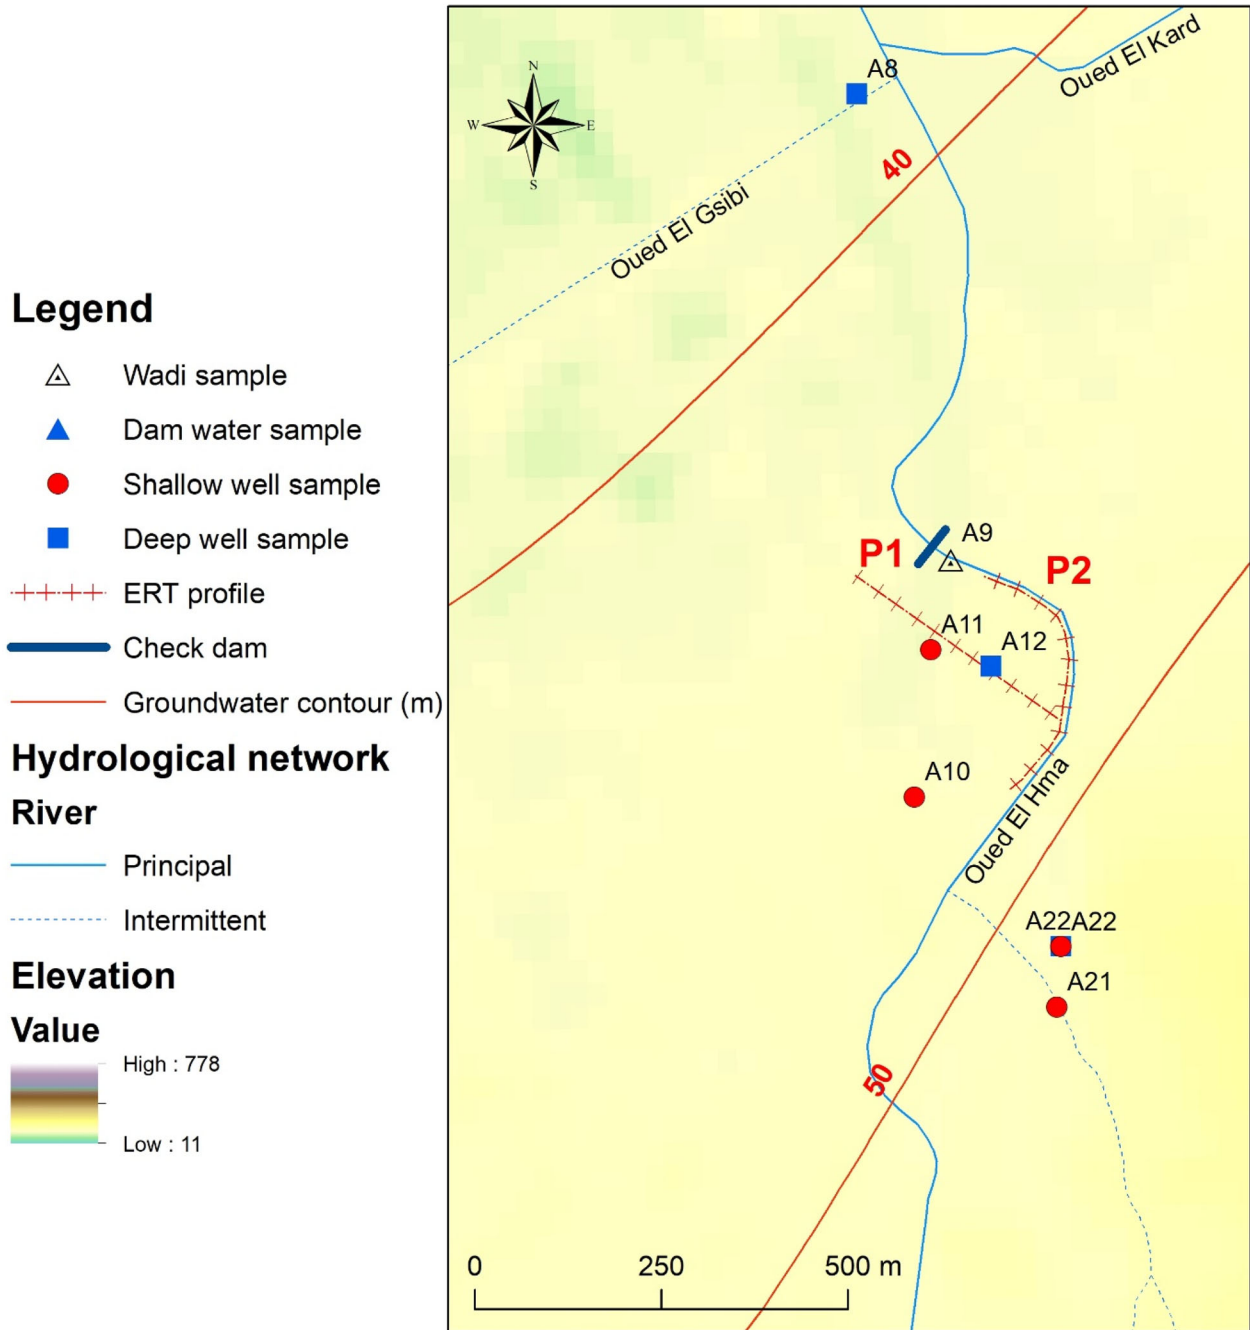 Legend
Wadi sample
Dam water sample
Shallow well sample
Deep well sample
ERT profile
Check dam
Groundwater contour (m)
Hydrological network
River
Principal
Intermittent
Elevation
Value
High : 778
Low : 11
N
W
E
S
A8
Oued El Kard
40
Oued El Gsibi
A9
P1
P2
A11
A12
A10
Oued El Hma
A22A22
A21
50
0 250 500 m